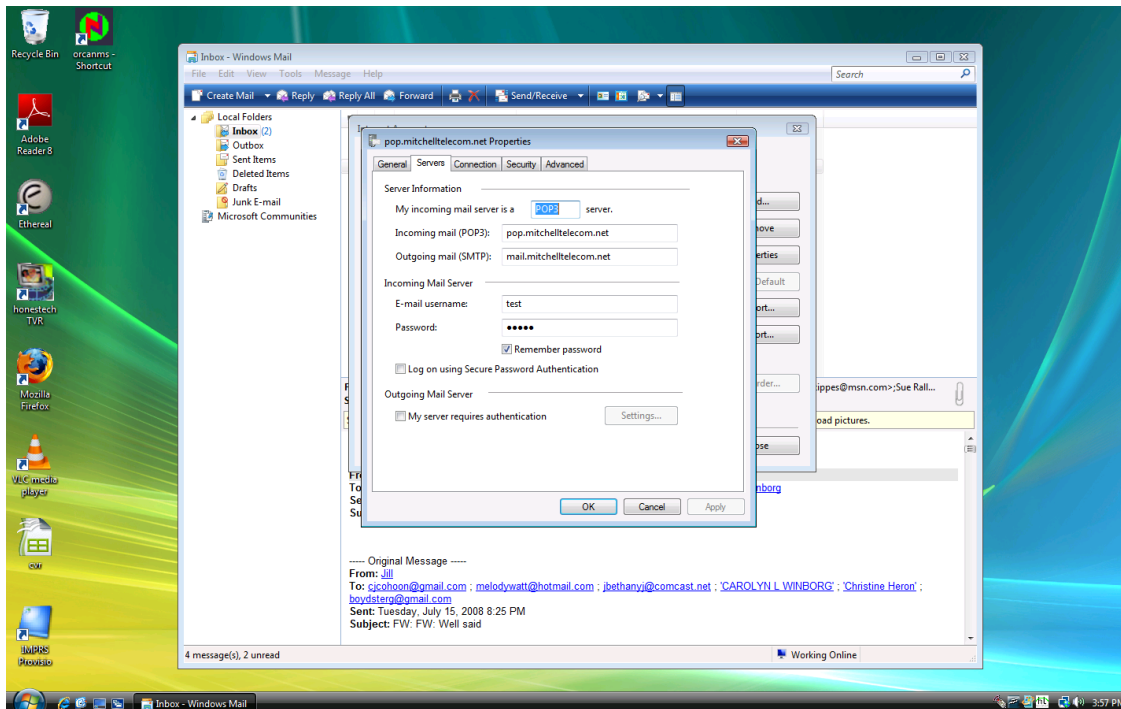 Recycle Bin
orcanms -
Shortcut
Adobe
Reader 8
Ethereal
honestech
TVR
Mozilla
Firefox
VLC media
player
cvr
IMPRS
Provisio
Inbox - Windows Mail
File Edit View Tools Message Help
Search
Create Mail Reply Reply All Forward Send/Receive
Local Folders
Inbox (2)
Outbox
Sent Items
Deleted Items
Drafts
Junk E-mail
Microsoft Communities
pop.mitchelltelecom.net Properties
General Servers Connection Security Advanced
Server Information
My incoming mail server is a POP3 server.
Incoming mail (POP3): pop.mitchelltelecom.net
Outgoing mail (SMTP): mail.mitchelltelecom.net
Incoming Mail Server
E-mail username: test
Password: •••••
Remember password
Log on using Secure Password Authentication
Outgoing Mail Server
My server requires authentication Settings...
OK Cancel Apply
d...
ove
erties
Default
ort...
ort...
rder...
ose
ippes@msn.com>;Sue Rall...
oad pictures.
Fr
To
nborg
Se
Su
----- Original Message -----
From: Jill
To: cjcohoon@gmail.com ; melodywatt@hotmail.com ; jbethanyj@comcast.net ; 'CAROLYN L WINBORG' ; 'Christine Heron' ;
boydsterg@gmail.com
Sent: Tuesday, July 15, 2008 8:25 PM
Subject: FW: FW: Well said
4 message(s), 2 unread
Working Online
Inbox - Windows Mail
3:57 PM